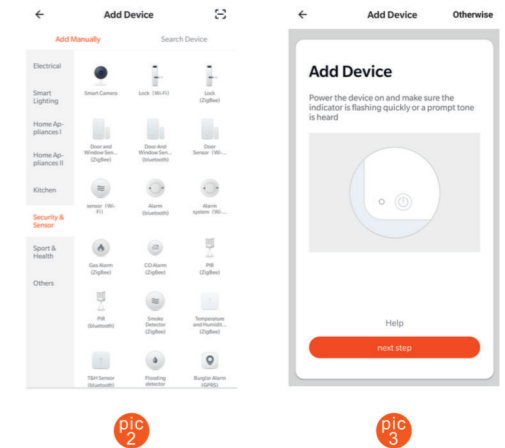 Add Device
Add Manually
Search Device
Electrical
Smart
Lighting
Home Ap-
pliances I
Home Ap-
pliances II
Kitchen
Security &
Sensor
Sport &
Health
Others
Smart Camera
Lock (Wi-Fi)
Lock
(ZigBee)
Door and
Window Sen...
(ZigBee)
Door And
Window Sen...
(bluetooth)
Door
Sensor (Wi-...
sensor (Wi-
Fi)
Alarm
(bluetooth)
Alarm
system (Wi-...
Gas Alarm
(ZigBee)
CO Alarm
(ZigBee)
PIR
(ZigBee)
PIR
(bluetooth)
Smoke
Detector
(ZigBee)
Temperature
and Humidit...
(ZigBee)
T&H Sensor
(bluetooth)
Flooding
detector
Burglar Alarm
(GPRS)
pic
2
Add Device
Otherwise
Add Device
Power the device on and make sure the
indicator is flashing quickly or a prompt tone
is heard
Help
next step
pic
3